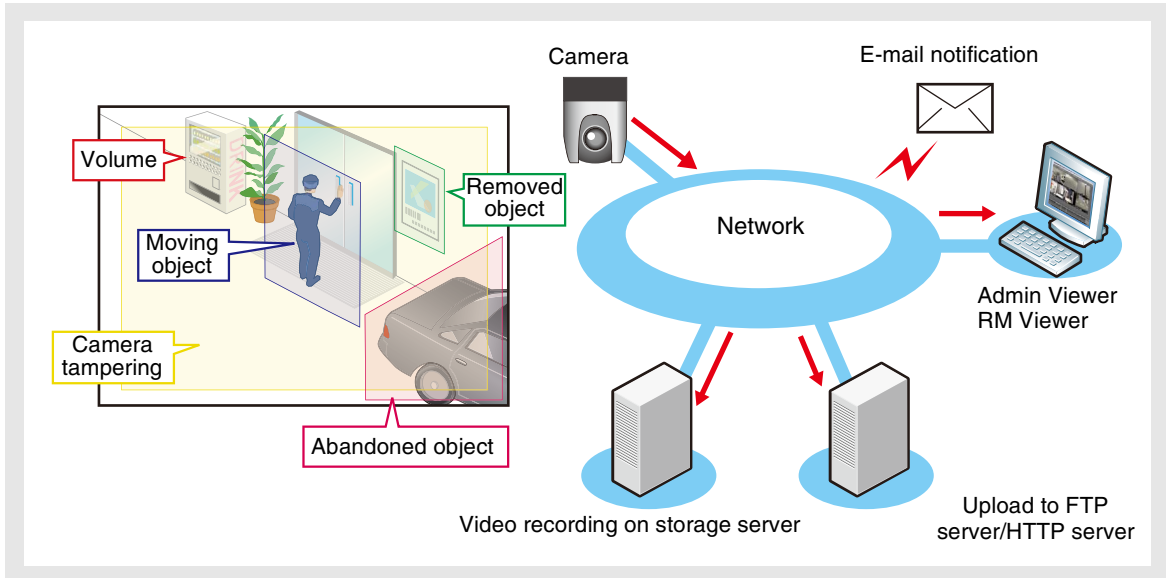 Camera
E-mail notification
Volume
Removed
object
Moving
object
Network
Admin Viewer
RM Viewer
Camera
tampering
Abandoned object
Video recording on storage server
Upload to FTP
server/HTTP server